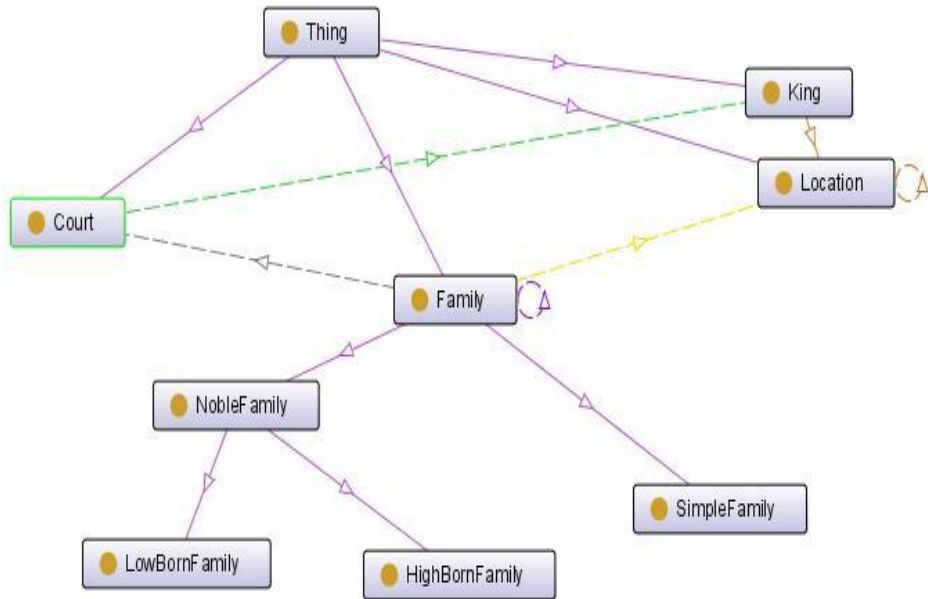 Thing
King
Location
Court
Family
NobleFamily
SimpleFamily
LowBornFamily
HighBornFamily